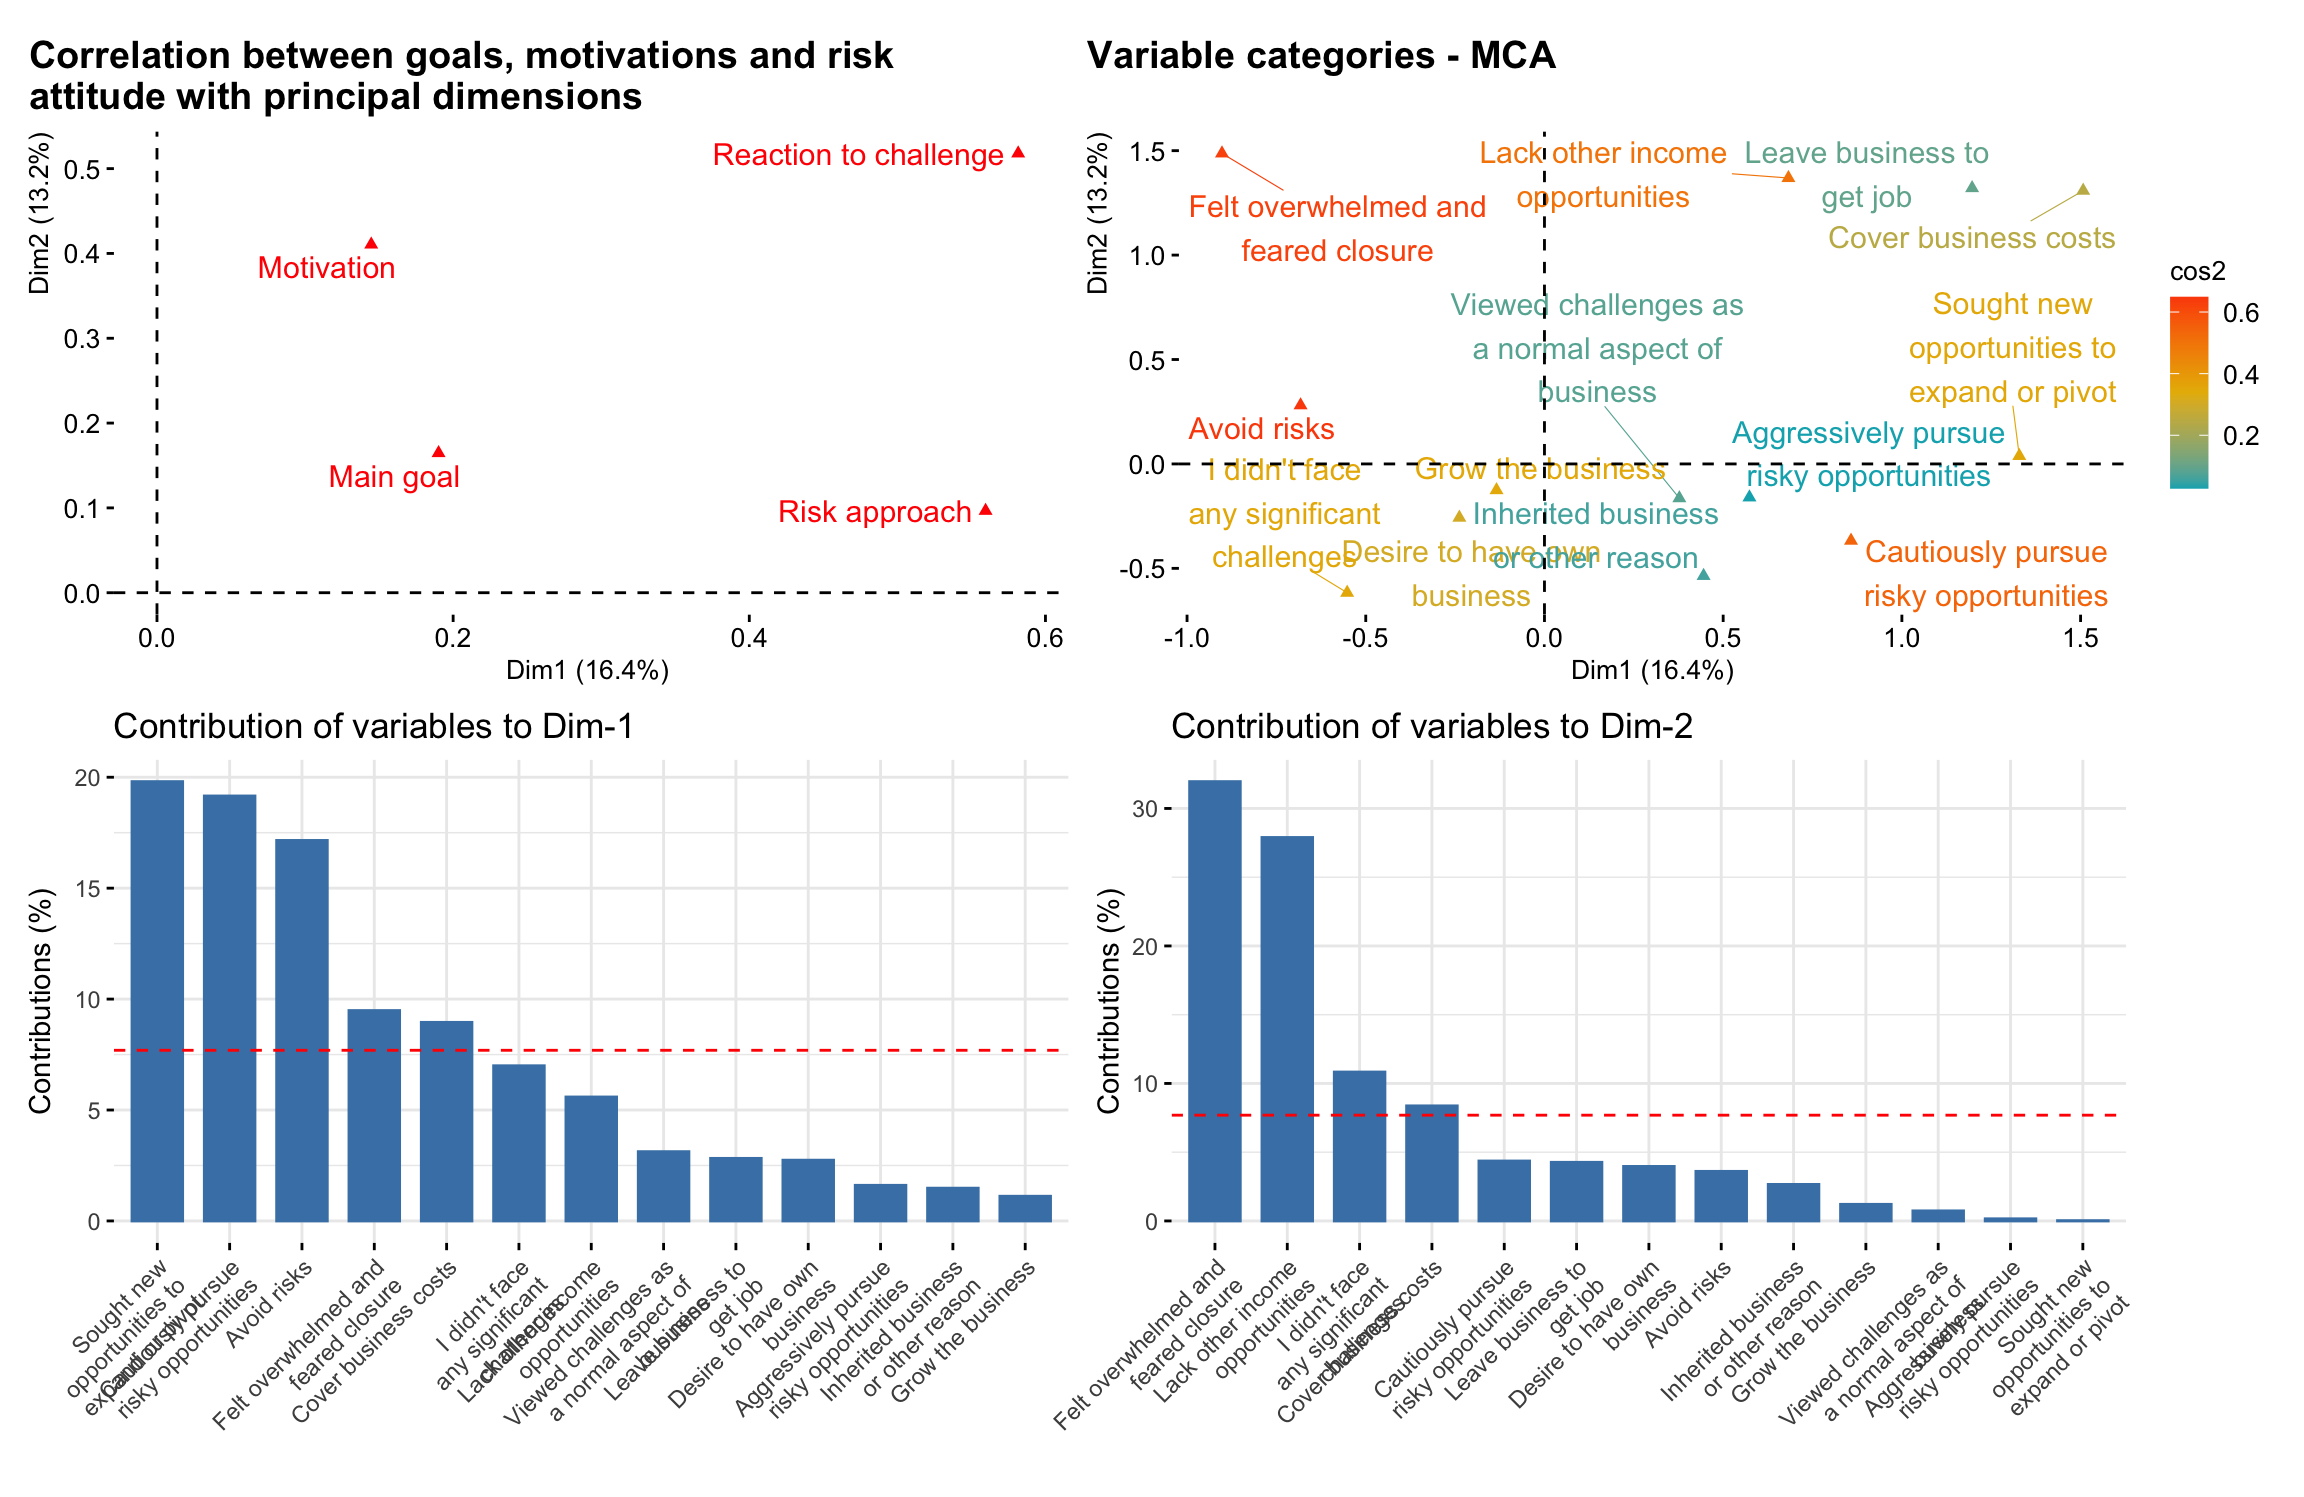 Correlation between goals, motivations and risk
attitude with principal dimensions
Dim2 (13.2%)
0.5
0.4
0.3
0.2
0.1
0.0
Reaction to challenge
Motivation
Main goal
Risk approach
0.0
0.2
0.4
0.6
Dim1 (16.4%)
Variable categories - MCA
Dim2 (13.2%)
1.5
1.0
0.5
0.0
-0.5
Felt overwhelmed and
feared closure
Lack other income
opportunities
Leave business to
get job
Cover business costs
Viewed challenges as
a normal aspect of
business
Sought new
opportunities to
expand or pivot
Avoid risks
Aggressively pursue
risky opportunities
I didn't face
any significant
challenges
Grow the business
Inherited business
or other reason
Desire to have own
business
Cautiously pursue
risky opportunities
-1.0
-0.5
0.0
0.5
1.0
1.5
Dim1 (16.4%)
cos2
0.6
0.4
0.2
Contribution of variables to Dim-1
Contributions (%)
20
15
10
5
0
Sought new
opportunities to
expand or pivot
Cautiously pursue
risky opportunities
Avoid risks
Felt overwhelmed and
feared closure
Cover business costs
I didn't face
any significant
challenges
Lack other income
opportunities
Viewed challenges as
a normal aspect of
business
Leave business to
get job
Desire to have own
business
Aggressively pursue
risky opportunities
Inherited business
or other reason
Grow the business
Contribution of variables to Dim-2
Contributions (%)
30
20
10
0
Felt overwhelmed and
feared closure
Lack other income
opportunities
I didn't face
any significant
challenges
Cover business costs
Cautiously pursue
risky opportunities
Leave business to
get job
Desire to have own
business
Avoid risks
Inherited business
or other reason
Grow the business
Viewed challenges as
a normal aspect of
business
Aggressively pursue
risky opportunities
Sought new
opportunities to
expand or pivot